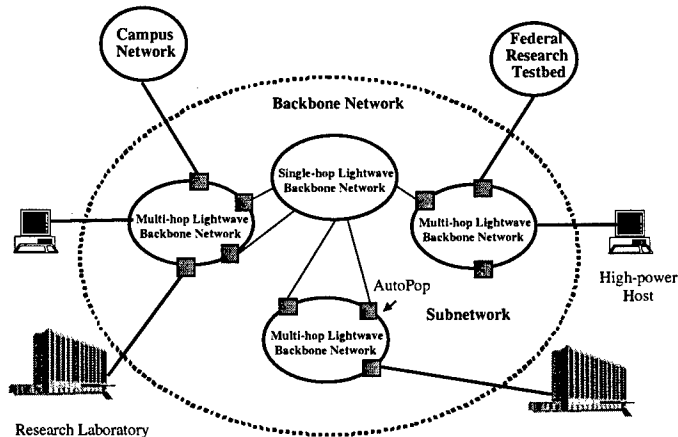 Campus
Network
Federal
Research
Testbed
Backbone Network
Single-hop Lightwave
Backbone Network
Multi-hop Lightwave
Backbone Network
Multi-hop Lightwave
Backbone Network
High-power
Host
AutoPop
Subnetwork
Multi-hop Lightwave
Backbone Network
Research Laboratory